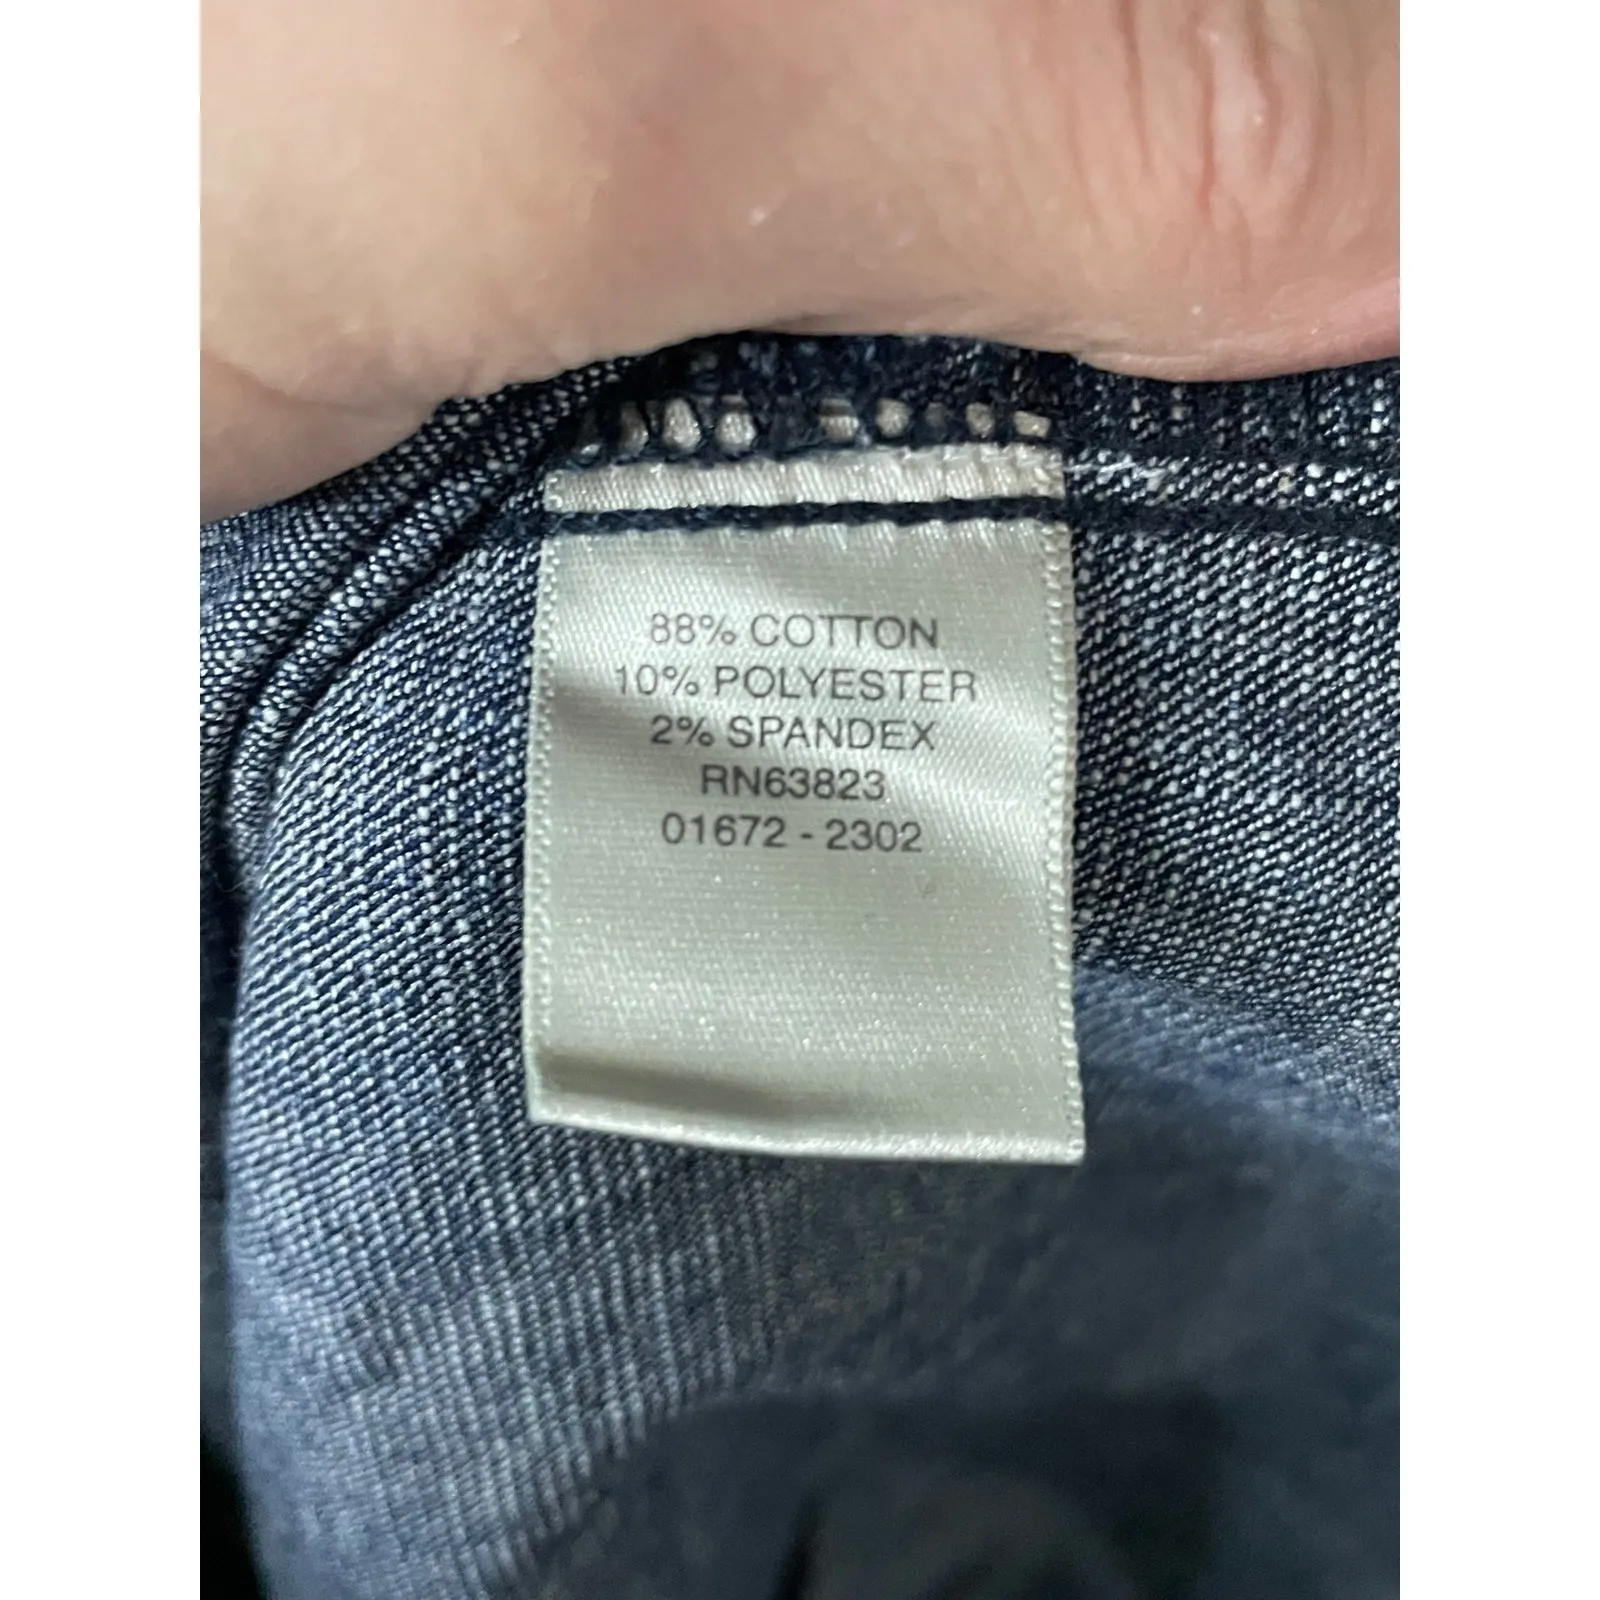 88% COTTON
10% POLYESTER
2% SPANDEX
RN63823
01672 - 2302